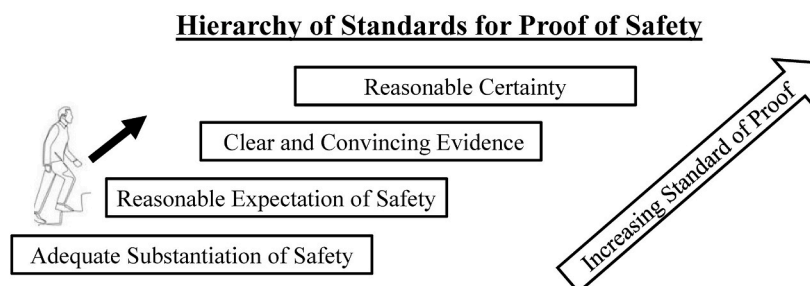 Hierarchy of Standards for Proof of Safety
Reasonable Certainty
Clear and Convincing Evidence
Reasonable Expectation of Safety
Adequate Substantiation of Safety
Increasing Standard of Proof